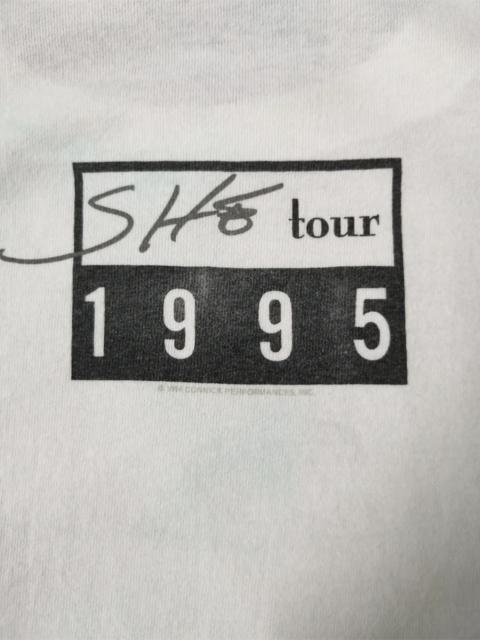 SHE tour
1995
© 1994 CONNICK PERFORMANCES, INC.